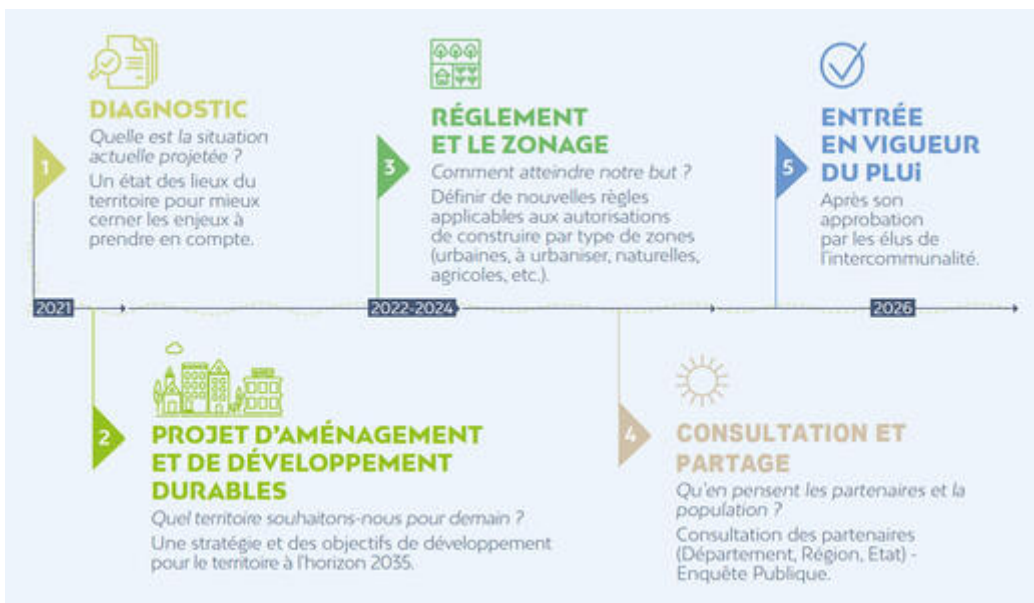 DIAGNOSTIC
Quelle est la situation
actuelle projetée ?
Un état des lieux du
territoire pour mieux
cerner les enjeux à
prendre en compte.
1
RÉGLEMENT
ET LE ZONAGE
Comment atteindre notre but ?
Définir de nouvelles règles
applicables aux autorisations
de construire par type de zones
(urbaines, à urbaniser, naturelles,
agricoles, etc.).
3
ENTRÉE
EN VIGUEUR
DU PLUi
Après son
approbation
par les élus de
l'intercommunalité.
5
2021
2022-2024
2026
2
PROJET D'AMÉNAGEMENT
ET DE DÉVELOPPEMENT
DURABLES
Quel territoire souhaitons-nous pour demain ?
Une stratégie et des objectifs de développement
pour le territoire à l'horizon 2035.
4
CONSULTATION ET
PARTAGE
Qu'en pensent les partenaires et la
population ?
Consultation des partenaires
(Département, Région, Etat) -
Enquête Publique.